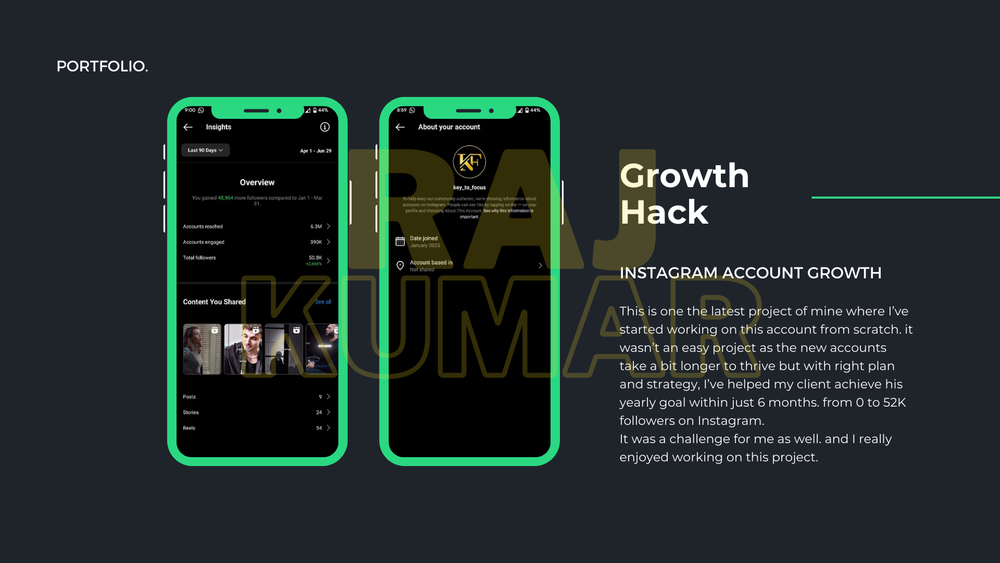 PORTFOLIO.
9:00
44%
Insights
Last 90 Days
Apr 1 - Jun 29
Overview
You gained 48,964 more followers compared to Jan 1 - Mar
31.
Accounts reached 6.3M
Accounts engaged 390K
Total followers 50.8K
+2,666%
Content You Shared See all
Posts 9
Stories 24
Reels 54
8:59
44%
About your account
KF
key_to_focus
To help keep our community authentic, we're showing information about
accounts on Instagram. People can see this by tapping on the ··· on your
profile and choosing About This Account. See why this information is
important.
Date joined
January 2023
Account based in
Not Shared
RAJ
KUMAR
Growth
Hack
INSTAGRAM ACCOUNT GROWTH
This is one the latest project of mine where I've
started working on this account from scratch. it
wasn't an easy project as the new accounts
take a bit longer to thrive but with right plan
and strategy, I've helped my client achieve his
yearly goal within just 6 months. from 0 to 52K
followers on Instagram.
It was a challenge for me as well. and I really
enjoyed working on this project.